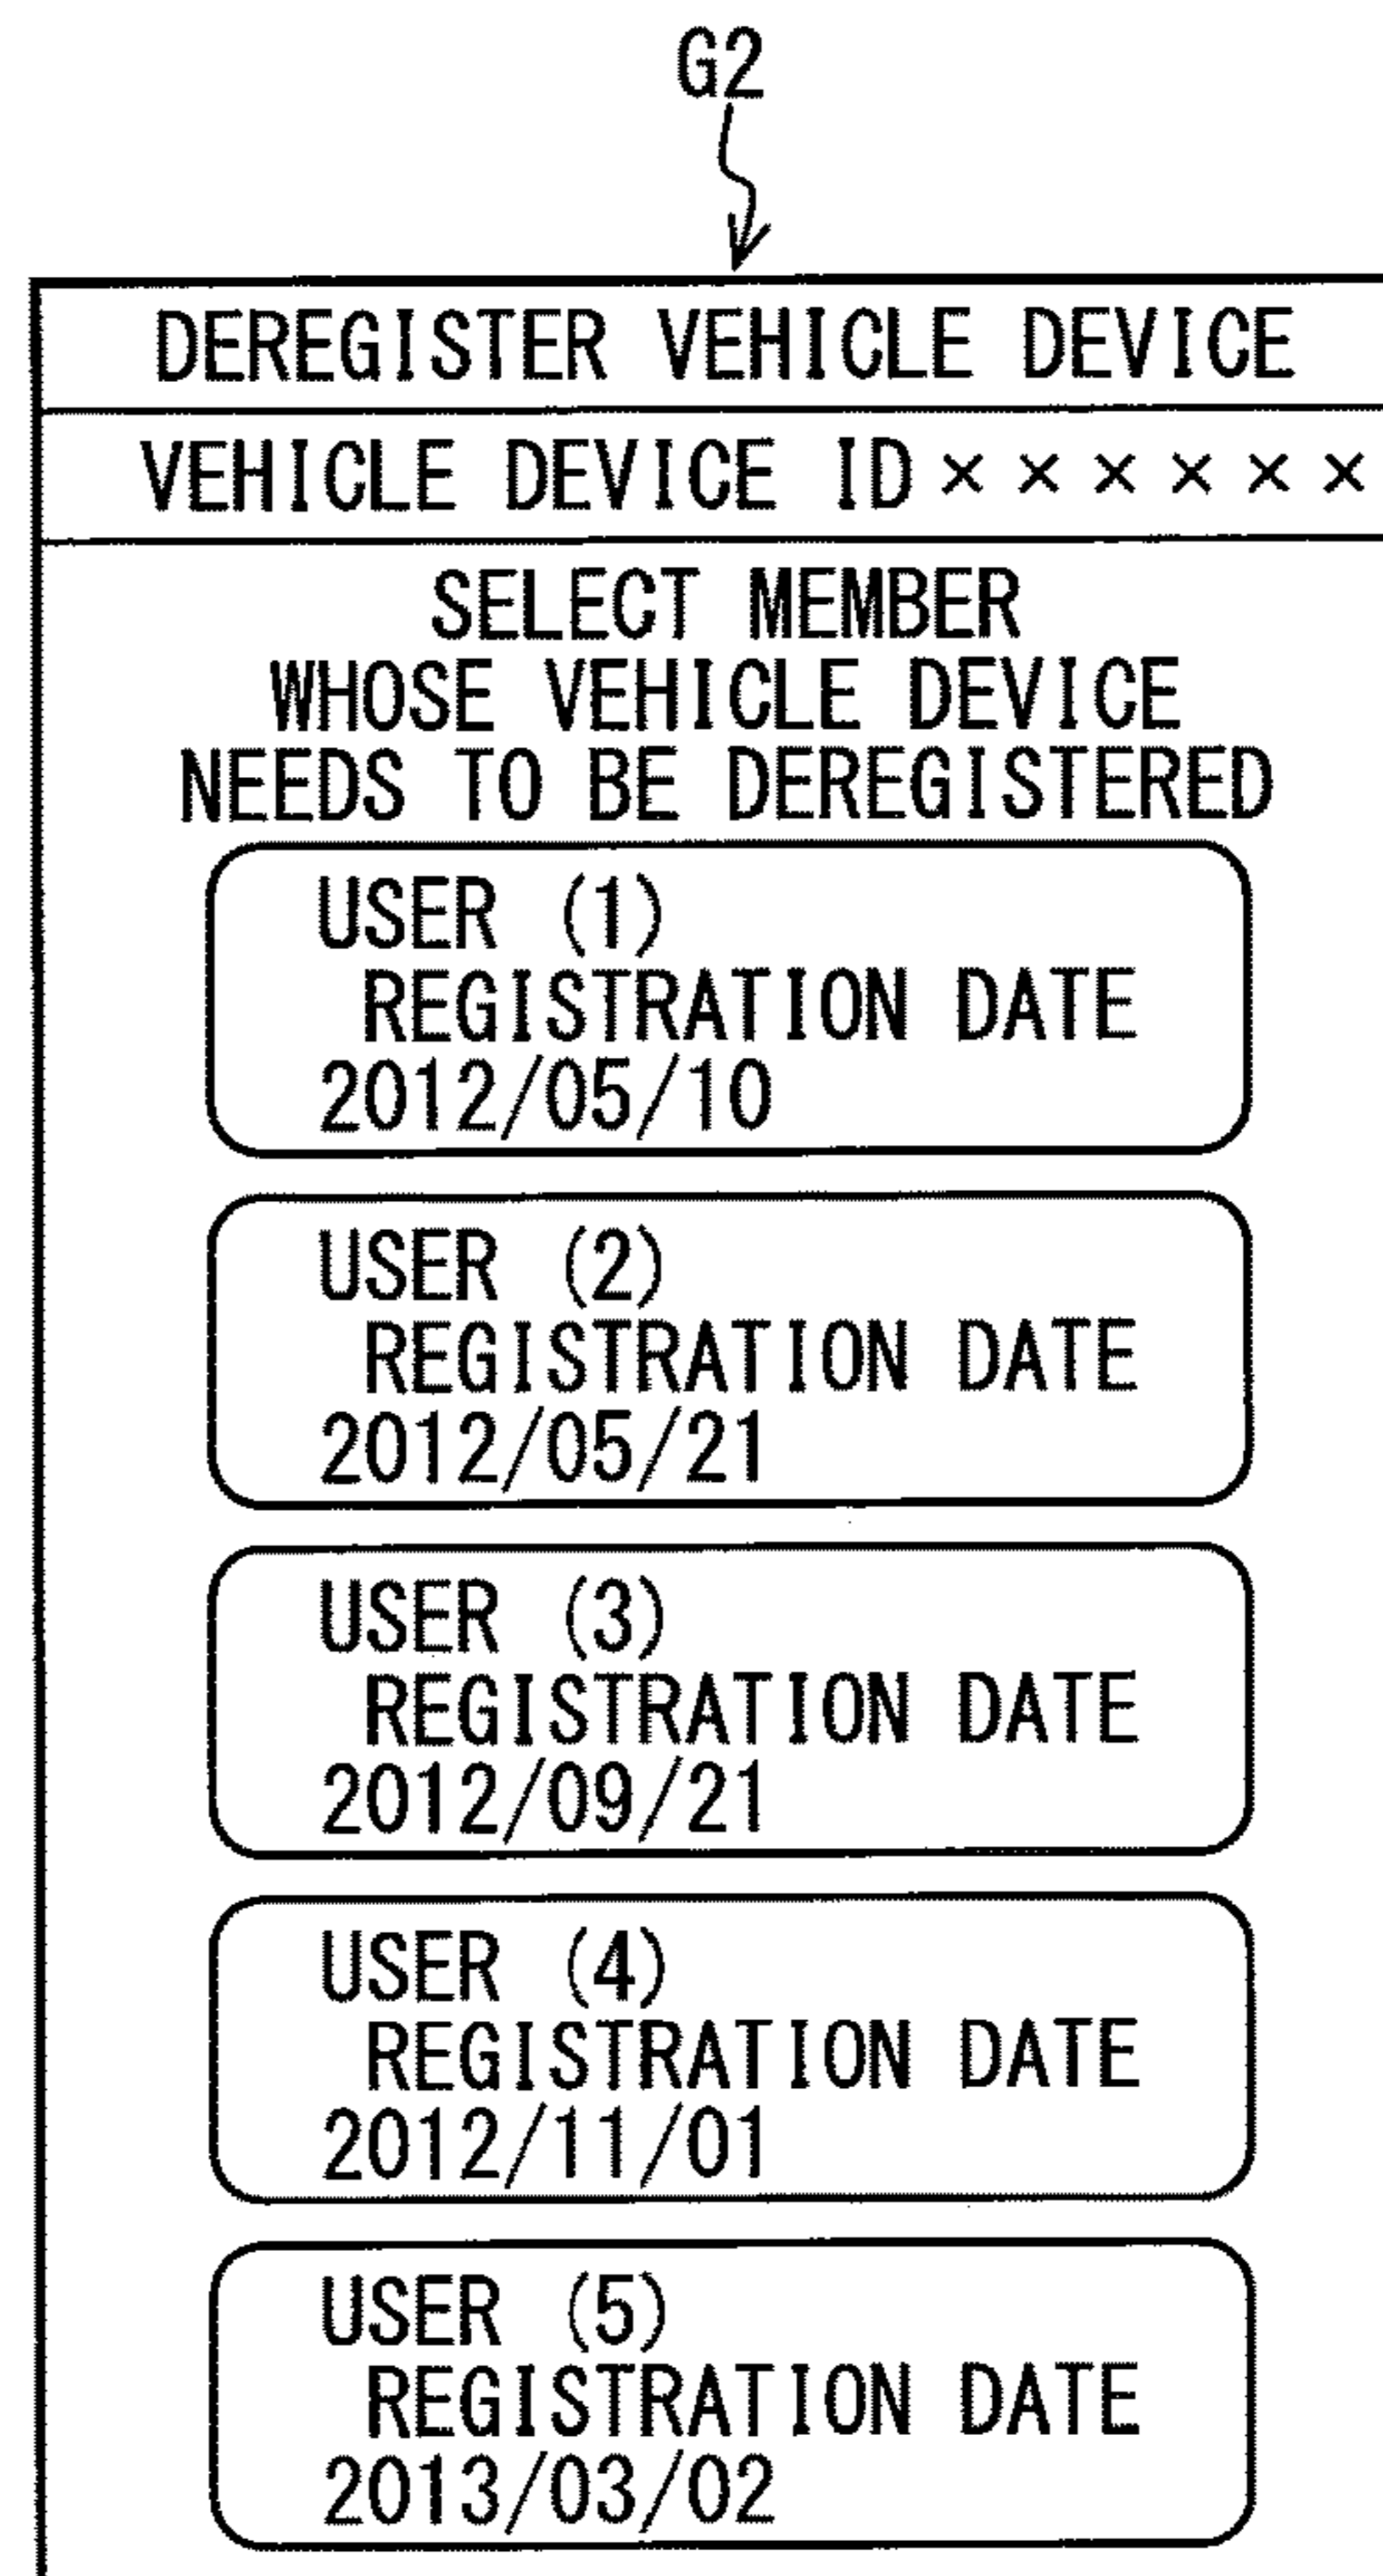 G2
DEREGISTER VEHICLE DEVICE
VEHICLE DEVICE ID × × × × × ×
SELECT MEMBER
WHOSE VEHICLE DEVICE
NEEDS TO BE DEREGISTERED
USER (1)
REGISTRATION DATE
2012/05/10
USER (2)
REGISTRATION DATE
2012/05/21
USER (3)
REGISTRATION DATE
2012/09/21
USER (4)
REGISTRATION DATE
2012/11/01
USER (5)
REGISTRATION DATE
2013/03/02